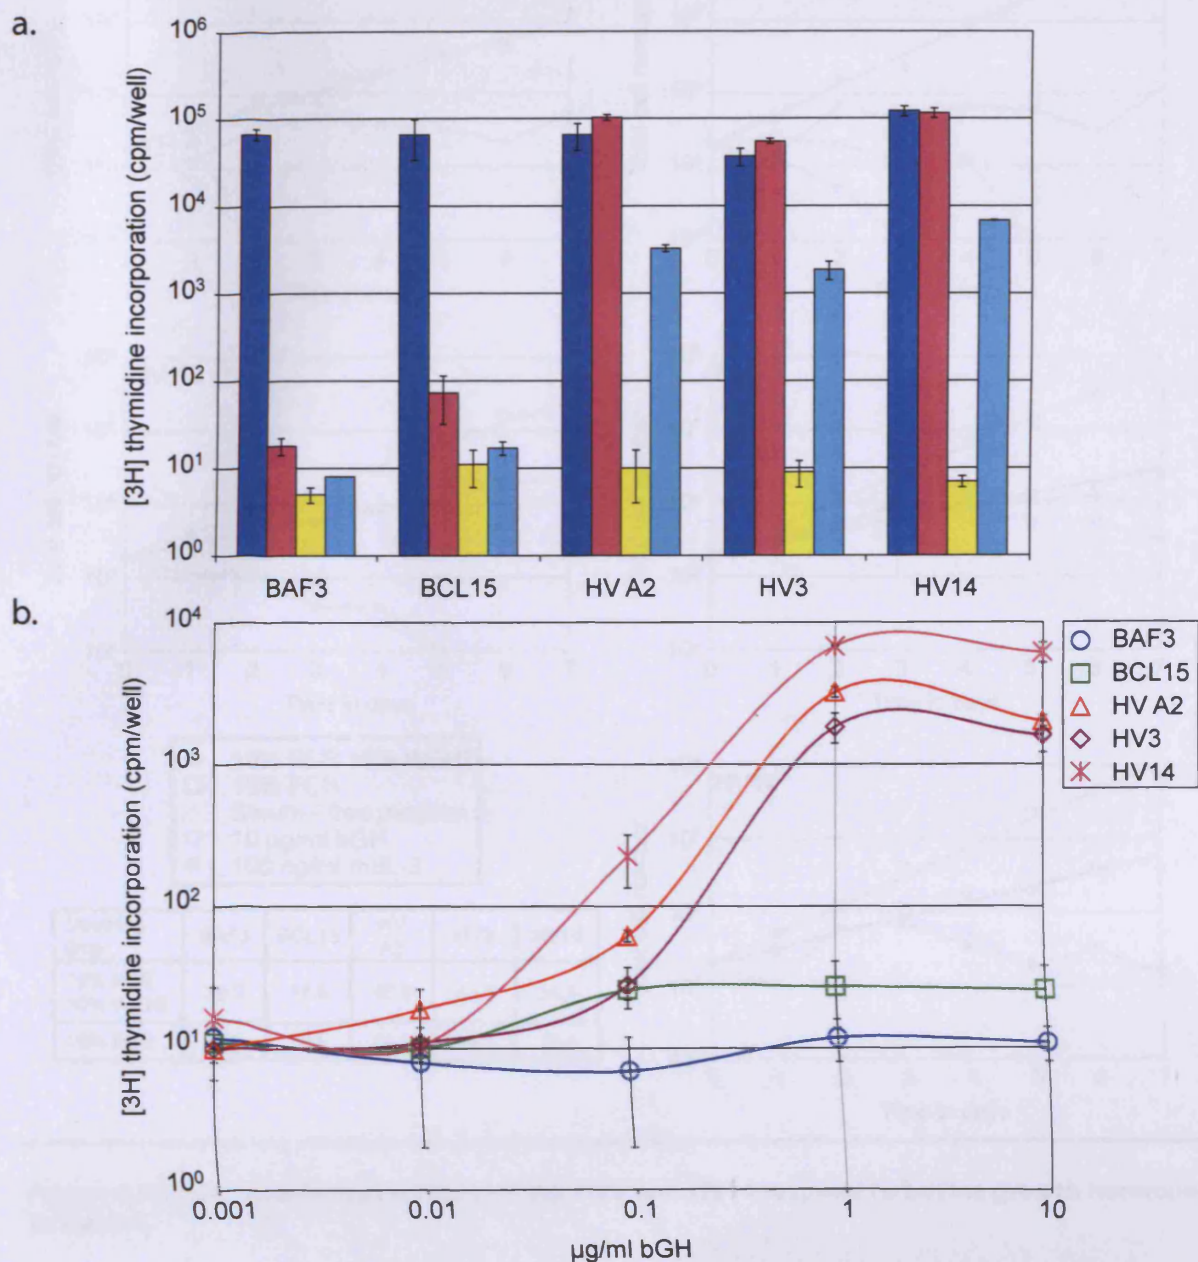 a.
[3H] thymidine incorporation (cpm/well)
10⁶
10⁵
10⁴
10³
10²
10¹
10⁰
BAF3 BCL15 HV A2 HV3 HV14
b.
[3H] thymidine incorporation (cpm/well)
10⁴
10³
10²
10¹
10⁰
0.001 0.01 0.1 1 10
µg/ml bGH
BAF3
BCL15
HV A2
HV3
HV14